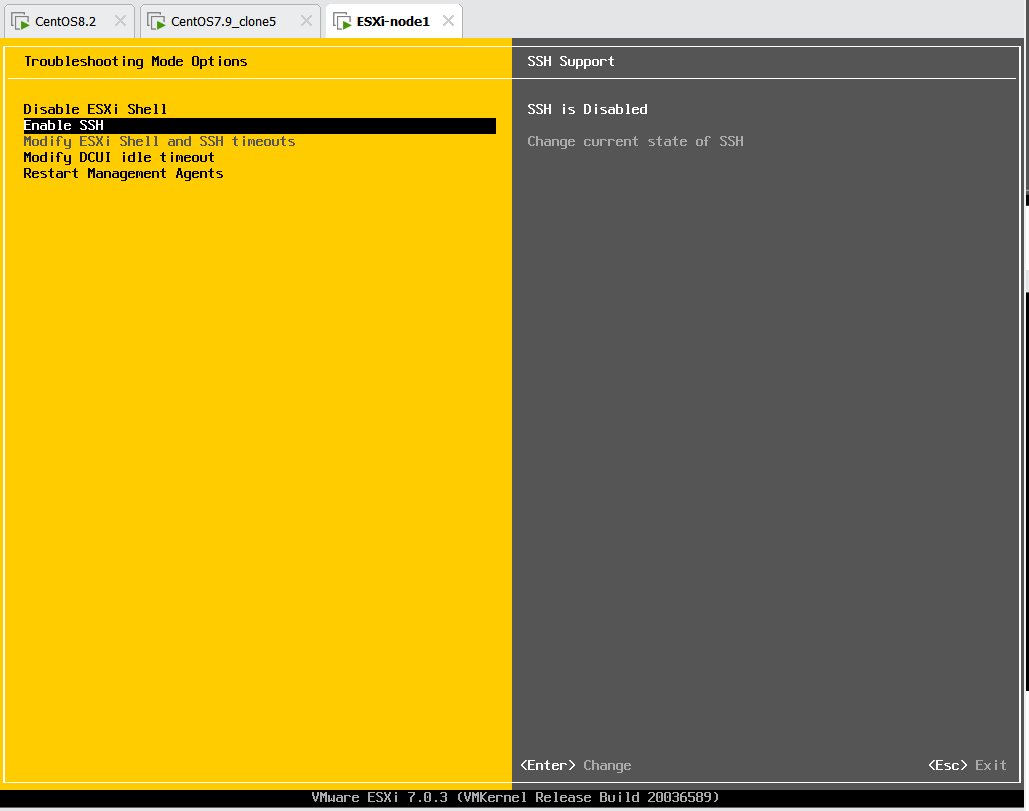 CentOS8.2
CentOS7.9_clone5
ESXi-node1
Troubleshooting Mode Options
SSH Support
Disable ESXi Shell
SSH is Disabled
Enable SSH
Modify ESXi Shell and SSH timeouts
Change current state of SSH
Modify DCUI idle timeout
Restart Management Agents
<Enter> Change
<Esc> Exit
VMware ESXi 7.0.3 (VMKernel Release Build 20036589)